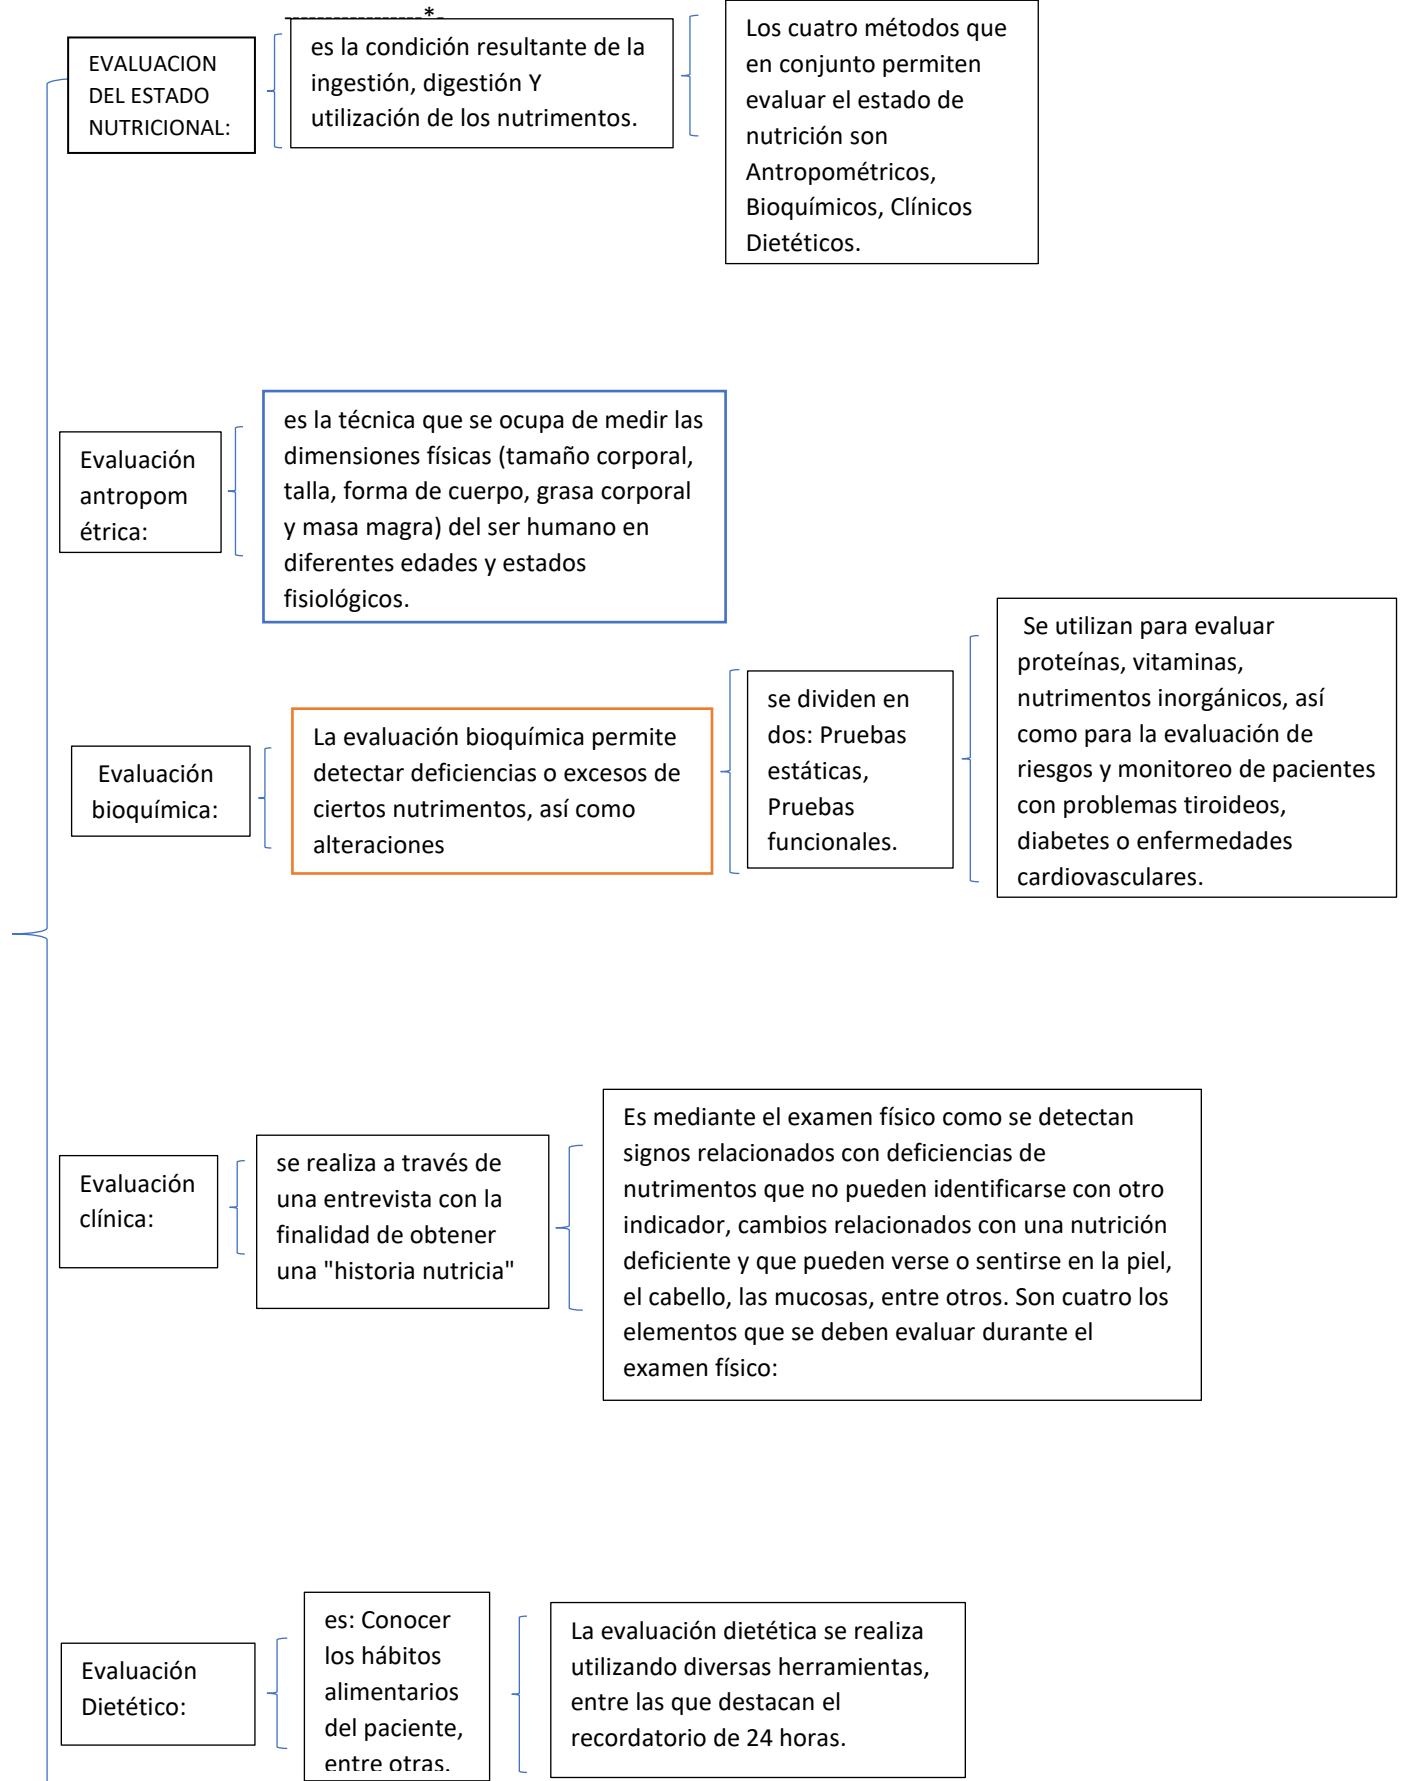 -----------------*-
EVALUACION
DEL ESTADO
NUTRICIONAL:
es la condición resultante de la
ingestión, digestión Y
utilización de los nutrimentos.
Los cuatro métodos que
en conjunto permiten
evaluar el estado de
nutrición son
Antropométricos,
Bioquímicos, Clínicos
Dietéticos.
Evaluación
antropom
étrica:
es la técnica que se ocupa de medir las
dimensiones físicas (tamaño corporal,
talla, forma de cuerpo, grasa corporal
y masa magra) del ser humano en
diferentes edades y estados
fisiológicos.
Evaluación
bioquímica:
La evaluación bioquímica permite
detectar deficiencias o excesos de
ciertos nutrimentos, así como
alteraciones
se dividen en
dos: Pruebas
estáticas,
Pruebas
funcionales.
Se utilizan para evaluar
proteínas, vitaminas,
nutrimentos inorgánicos, así
como para la evaluación de
riesgos y monitoreo de pacientes
con problemas tiroideos,
diabetes o enfermedades
cardiovasculares.
Evaluación
clínica:
se realiza a través de
una entrevista con la
finalidad de obtener
una "historia nutricia"
Es mediante el examen físico como se detectan
signos relacionados con deficiencias de
nutrimentos que no pueden identificarse con otro
indicador, cambios relacionados con una nutrición
deficiente y que pueden verse o sentirse en la piel,
el cabello, las mucosas, entre otros. Son cuatro los
elementos que se deben evaluar durante el
examen físico:
Evaluación
Dietético:
es: Conocer
los hábitos
alimentarios
del paciente,
entre otras.
La evaluación dietética se realiza
utilizando diversas herramientas,
entre las que destacan el
recordatorio de 24 horas.